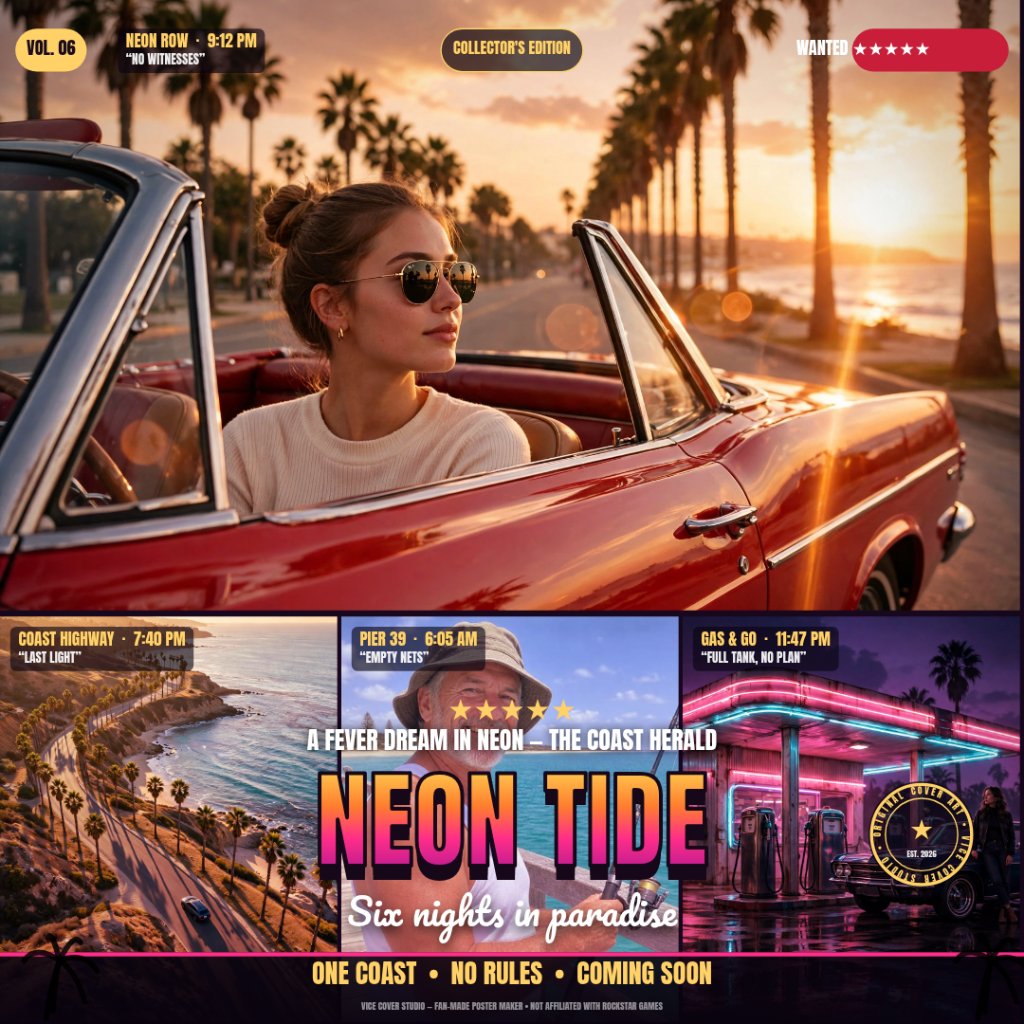 VOL. 06
NEON ROW · 9:12 PM
“NO WITNESSES”
COLLECTOR'S EDITION
WANTED ★★★★★
COAST HIGHWAY · 7:40 PM
“LAST LIGHT”
PIER 39 · 6:05 AM
“EMPTY NETS”
GAS & GO · 11:47 PM
“FULL TANK, NO PLAN”
★★★★★
A FEVER DREAM IN NEON — THE COAST HERALD
NEON TIDE
Six nights in paradise
ORIGINAL COVER ART • VICE COVER STUDIO •
★
EST. 2026
ONE COAST • NO RULES • COMING SOON
VICE COVER STUDIO — FAN-MADE POSTER MAKER • NOT AFFILIATED WITH ROCKSTAR GAMES